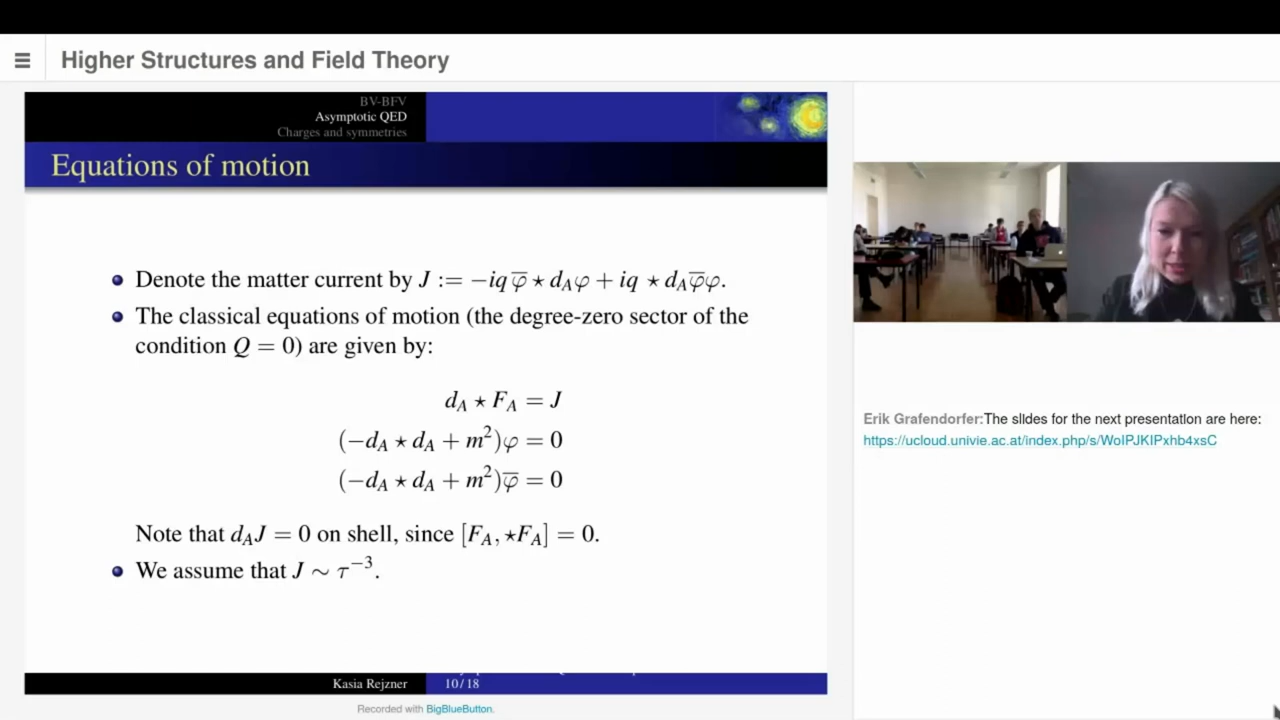 Higher Structures and Field Theory
BV-BFV
Asymptotic QED
Charges and symmetries
Equations of motion
Denote the matter current by J := −iq φ̅ ⋆ d_Aφ + iq ⋆ d_Aφ̅φ.
The classical equations of motion (the degree-zero sector of the
condition Q = 0) are given by:
d_A ⋆ F_A = J
(−d_A ⋆ d_A + m²)φ = 0
(−d_A ⋆ d_A + m²)φ̅ = 0
Note that d_AJ = 0 on shell, since [F_A, ⋆F_A] = 0.
We assume that J ∼ τ⁻³.
Kasia Rejzner
10/18
Recorded with BigBlueButton.
Erik Grafendorfer:The slIdes for the next presentation are here:
https://ucloud.univie.ac.at/index.php/s/WoIPJKIPxhb4xsC